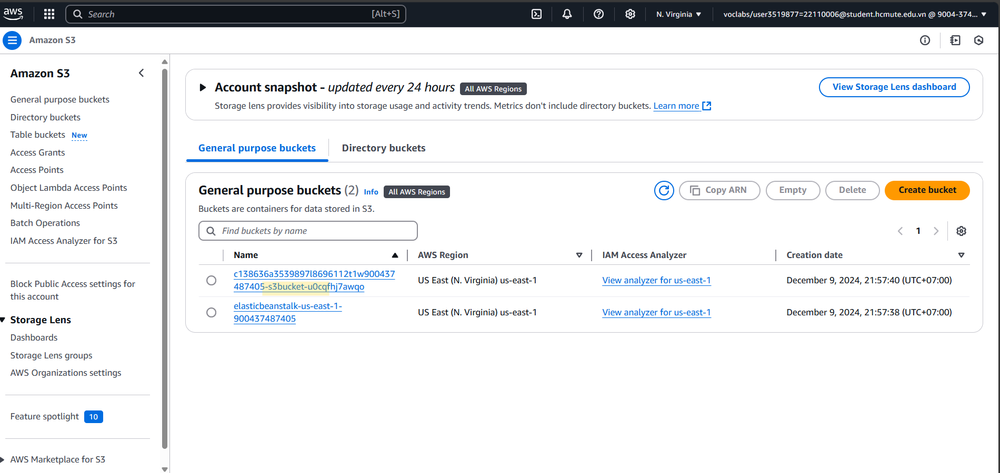 aws
Search [Alt+S]
N. Virginia
voclabs/user3519877=22110006@student.hcmute.edu.vn @ 9004-374...
Amazon S3
Amazon S3
General purpose buckets
Directory buckets
Table buckets New
Access Grants
Access Points
Object Lambda Access Points
Multi-Region Access Points
Batch Operations
IAM Access Analyzer for S3
Block Public Access settings for
this account
Storage Lens
Dashboards
Storage Lens groups
AWS Organizations settings
Feature spotlight 10
AWS Marketplace for S3
Account snapshot - updated every 24 hours All AWS Regions
View Storage Lens dashboard
Storage lens provides visibility into storage usage and activity trends. Metrics don't include directory buckets. Learn more
General purpose buckets
Directory buckets
General purpose buckets (2) Info All AWS Regions
Copy ARN
Empty
Delete
Create bucket
Buckets are containers for data stored in S3.
Find buckets by name
1
Name AWS Region IAM Access Analyzer Creation date
c138636a3539897l8696112t1w900437
487405-s3bucket-u0cqfhj7awqo
US East (N. Virginia) us-east-1
View analyzer for us-east-1
December 9, 2024, 21:57:40 (UTC+07:00)
elasticbeanstalk-us-east-1-
900437487405
US East (N. Virginia) us-east-1
View analyzer for us-east-1
December 9, 2024, 21:57:38 (UTC+07:00)